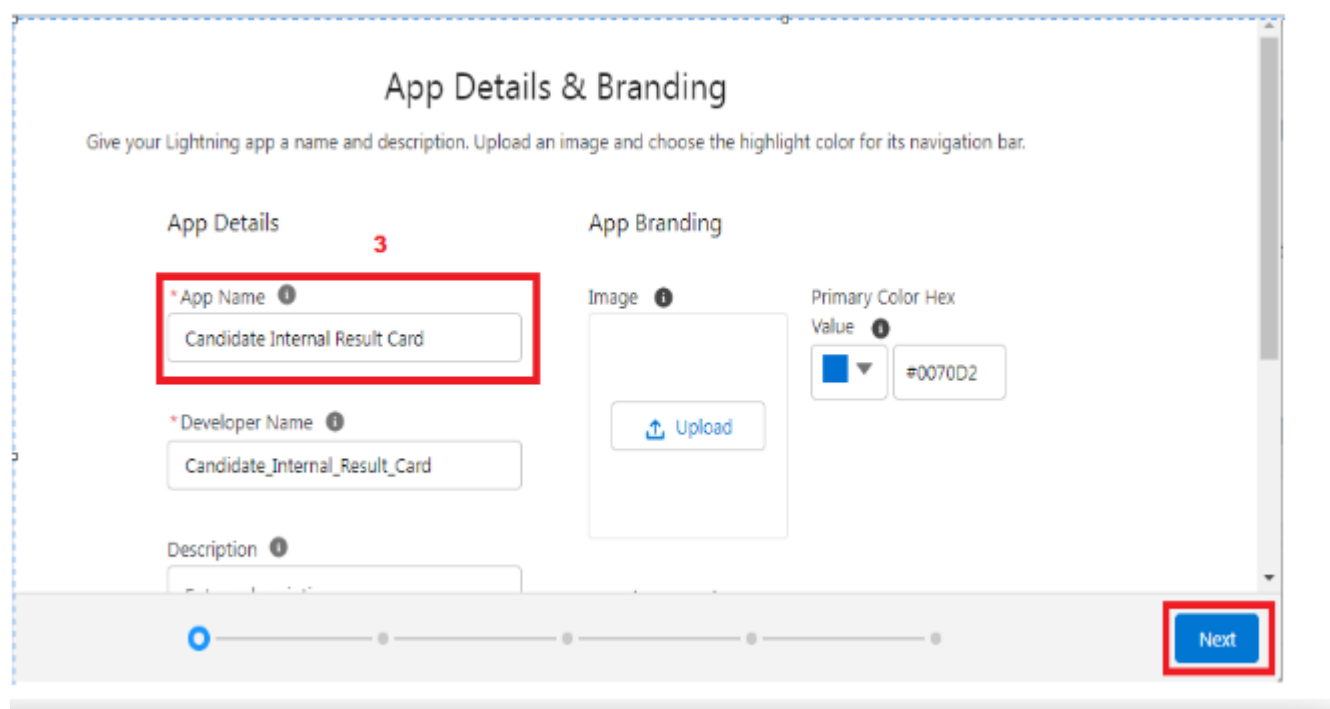 App Details & Branding
Give your Lightning app a name and description. Upload an image and choose the highlight color for its navigation bar.
App Details
App Branding
3
*App Name
Image
Primary Color Hex
Value
Candidate Internal Result Card
#0070D2
*Developer Name
Upload
Candidate_Internal_Result_Card
Description
Next